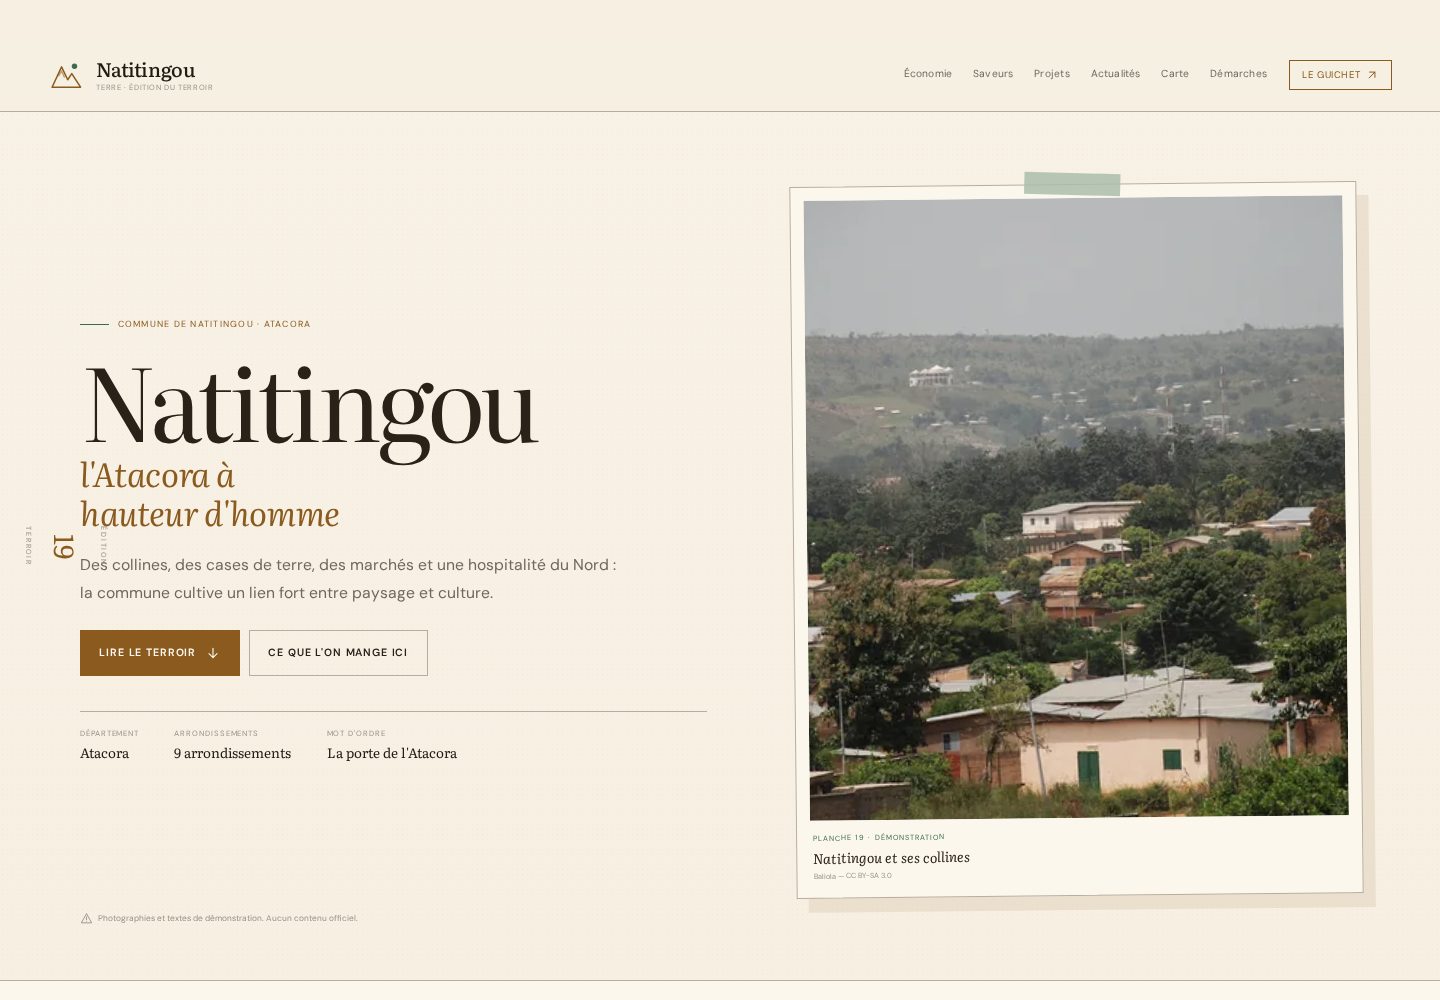 Natitingou
TERRE · ÉDITION DU TERROIR
Économie
Saveurs
Projets
Actualités
Carte
Démarches
LE GUICHET
COMMUNE DE NATITINGOU · ATACORA
Natitingou
l'Atacora à
hauteur d'homme
TERROIR
19
ÉDITION
Des collines, des cases de terre, des marchés et une hospitalité du Nord :
la commune cultive un lien fort entre paysage et culture.
LIRE LE TERROIR
CE QUE L'ON MANGE ICI
DÉPARTEMENT
Atacora
ARRONDISSEMENTS
9 arrondissements
MOT D'ORDRE
La porte de l'Atacora
PLANCHE 19 · DÉMONSTRATION
Natitingou et ses collines
Baliola — CC BY-SA 3.0
Photographies et textes de démonstration. Aucun contenu officiel.